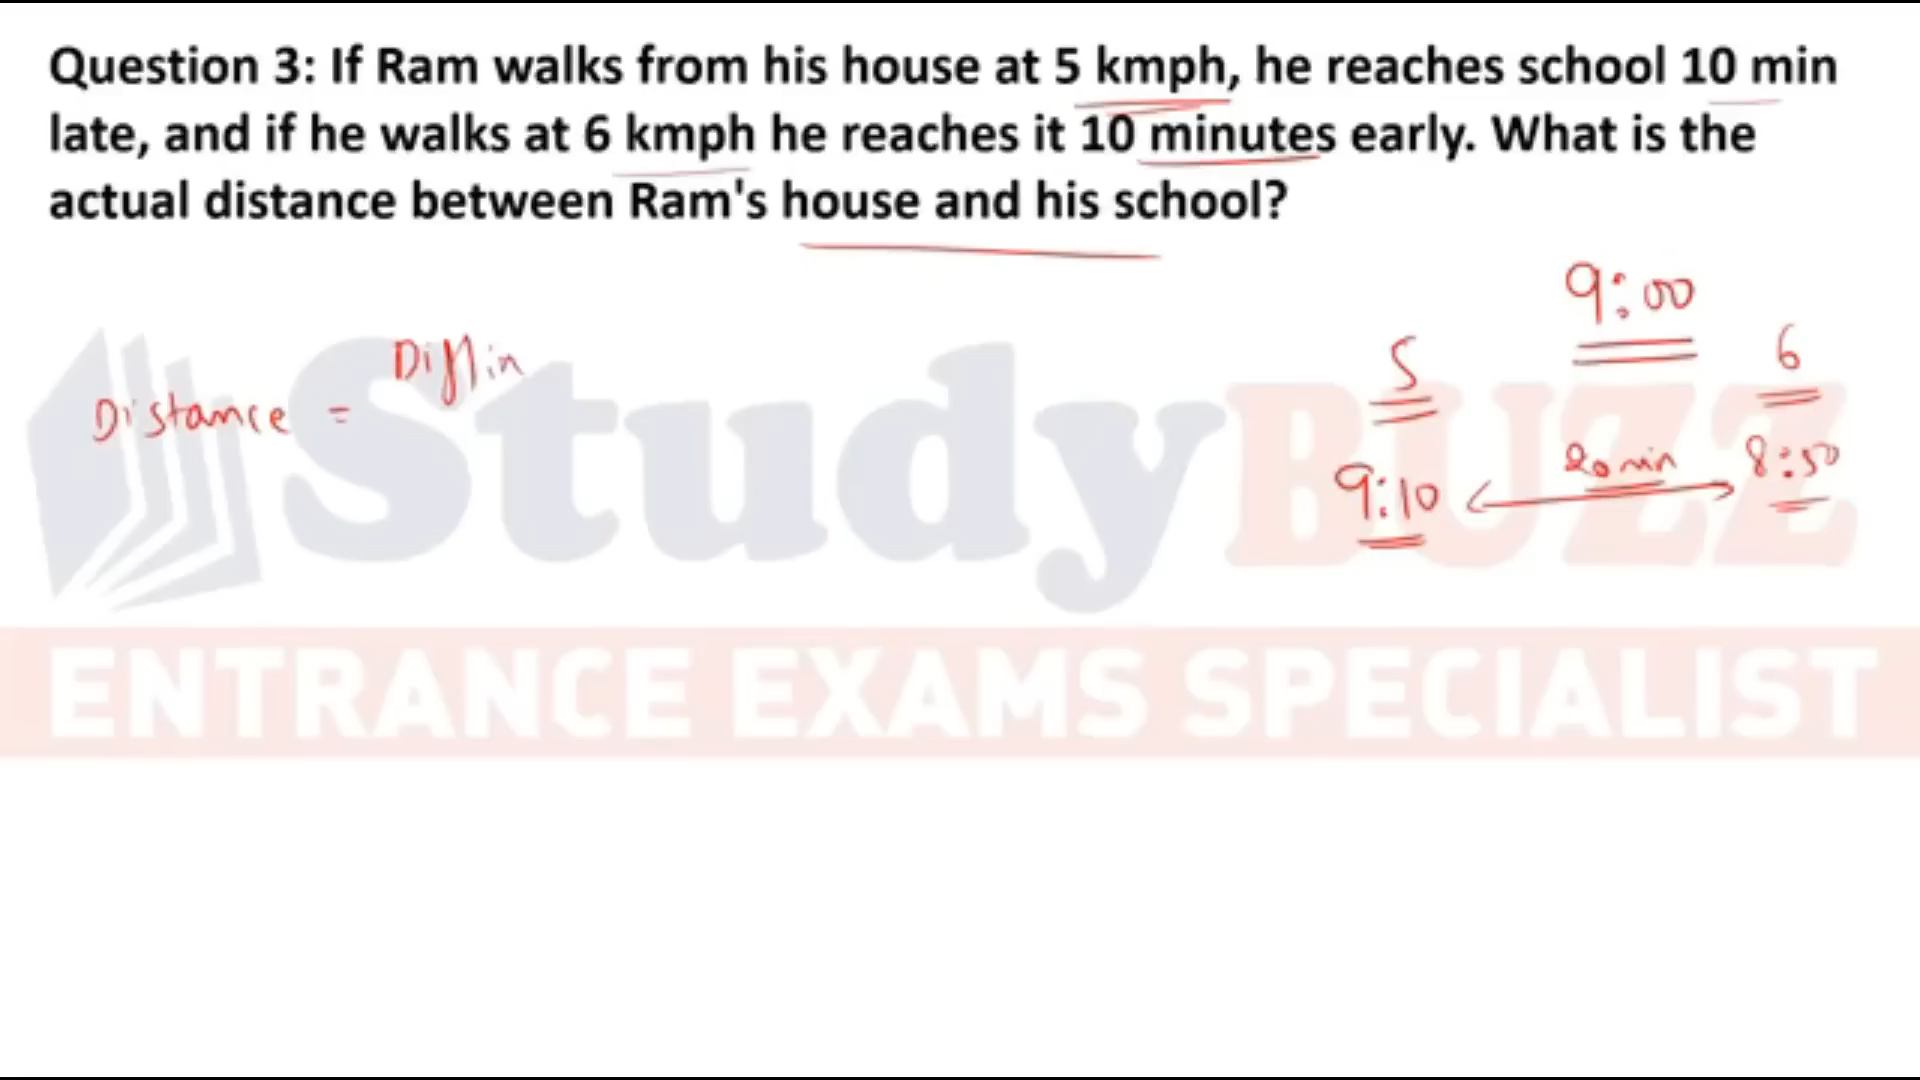 Question 3: If Ram walks from his house at 5 kmph, he reaches school 10 min
late, and if he walks at 6 kmph he reaches it 10 minutes early. What is the
actual distance between Ram's house and his school?
9:00
5
6
Diff in
Distance =
9:10
20 min
8:50
StudyBUZZ
ENTRANCE EXAMS SPECIALIST